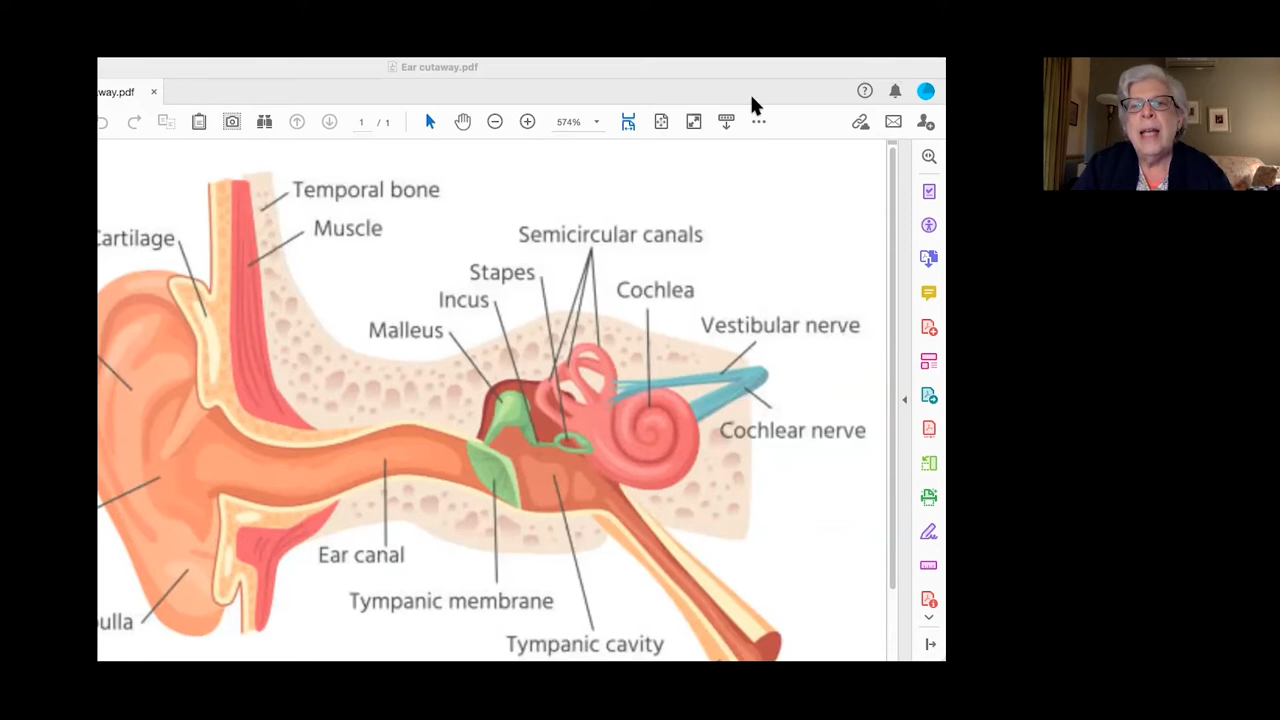 Ear cutaway.pdf
way.pdf
1 / 1
574%
Temporal bone
Muscle
Cartilage
Semicircular canals
Stapes
Cochlea
Incus
Vestibular nerve
Malleus
Cochlear nerve
Ear canal
Tympanic membrane
ulla
Tympanic cavity